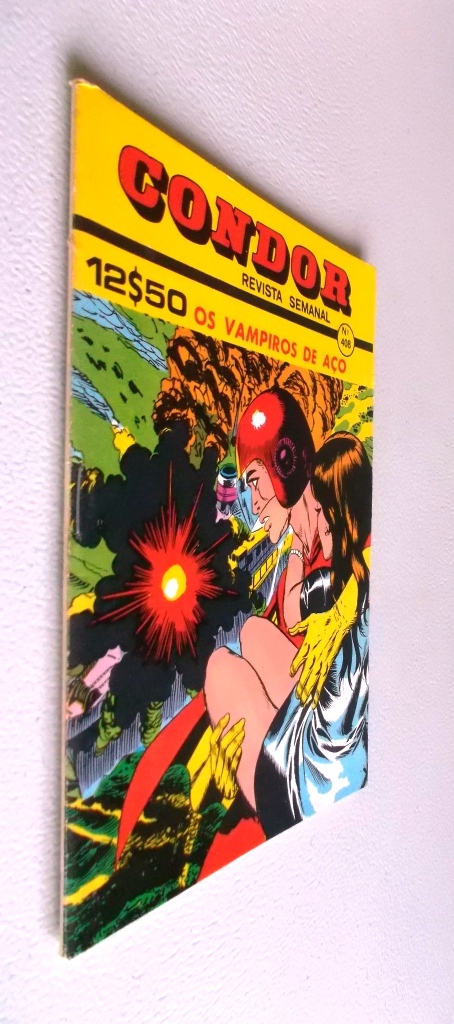 CONDOR
REVISTA SEMANAL
Nº 406
12$50
OS VAMPIROS DE AÇO